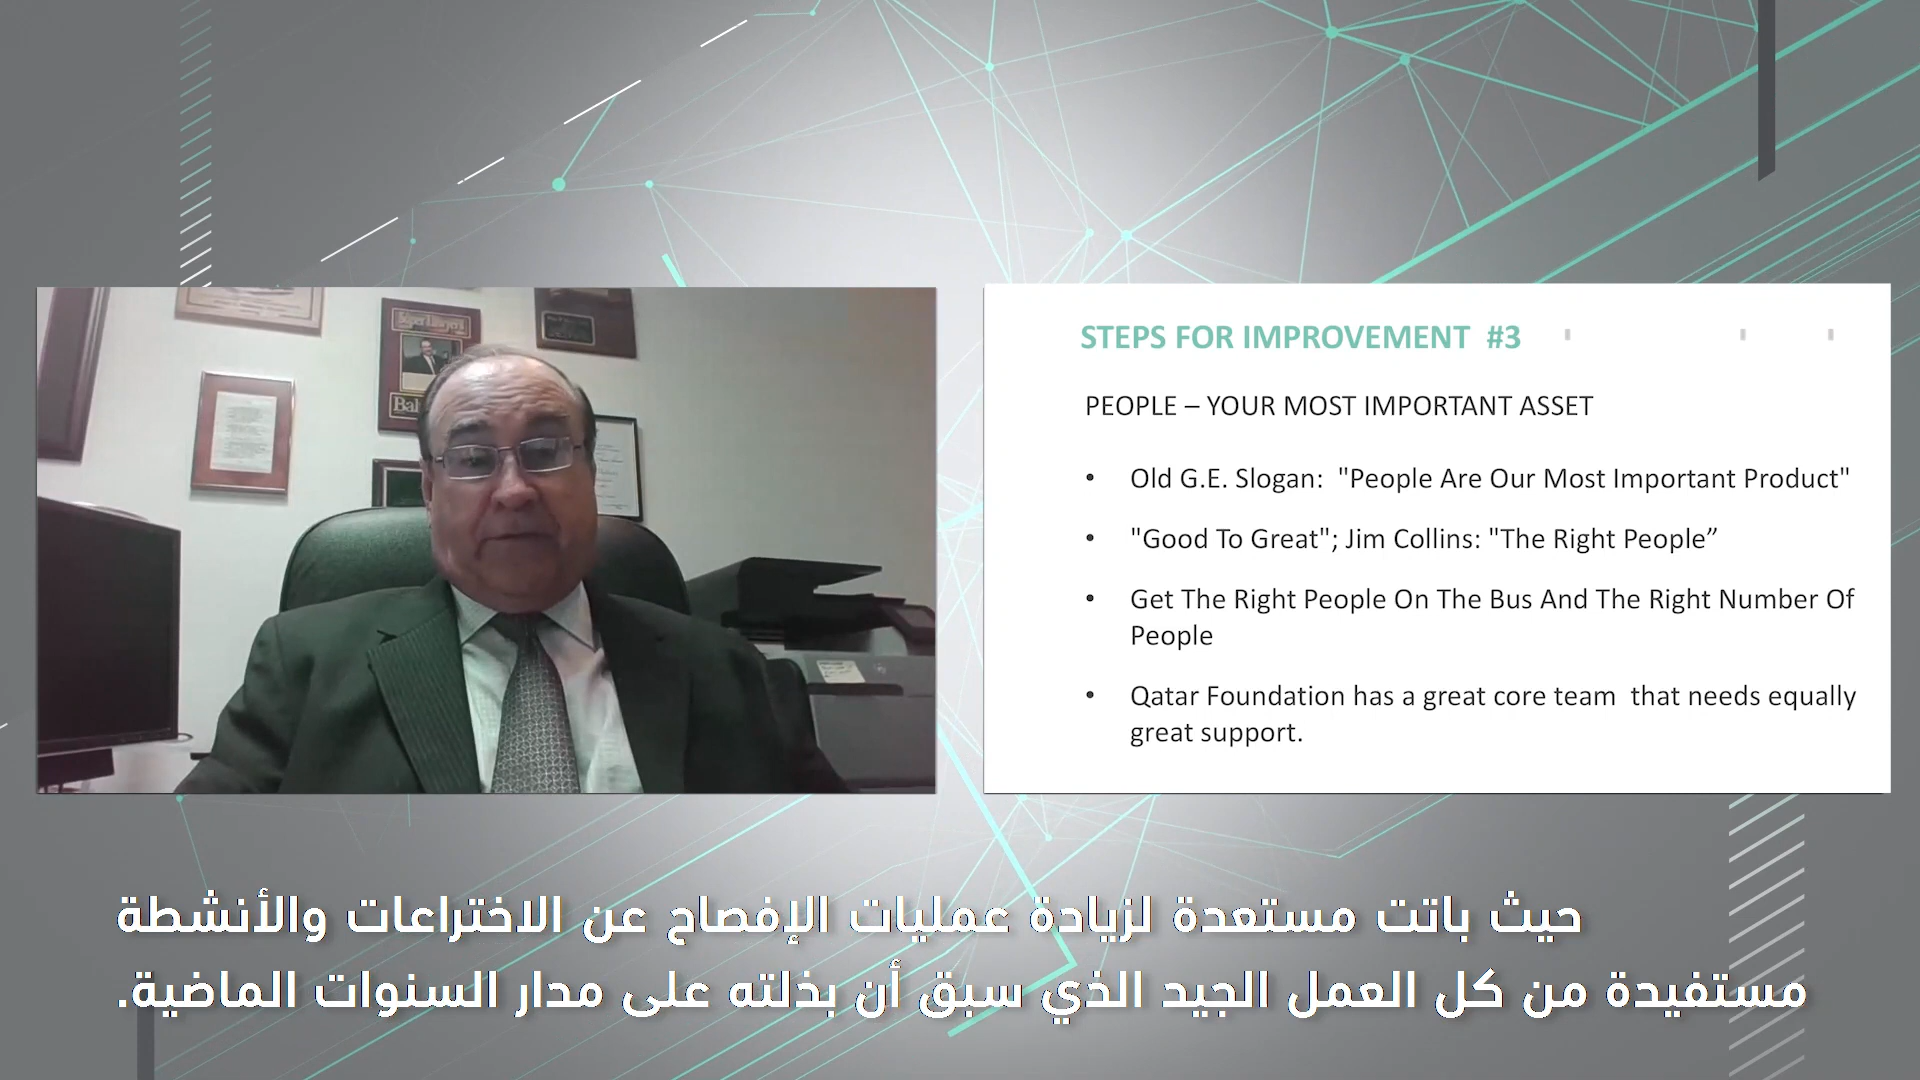 Super Lawyers
STEPS FOR IMPROVEMENT #3
PEOPLE – YOUR MOST IMPORTANT ASSET
• Old G.E. Slogan: "People Are Our Most Important Product"
• "Good To Great"; Jim Collins: "The Right People”
• Get The Right People On The Bus And The Right Number Of
People
• Qatar Foundation has a great core team that needs equally
great support.
حيث باتت مستعدة لزيادة عمليات الإفصاح عن الاختراعات والأنشطة
مستفيدة من كل العمل الجيد الذي سبق أن بذلته على مدار السنوات الماضية.